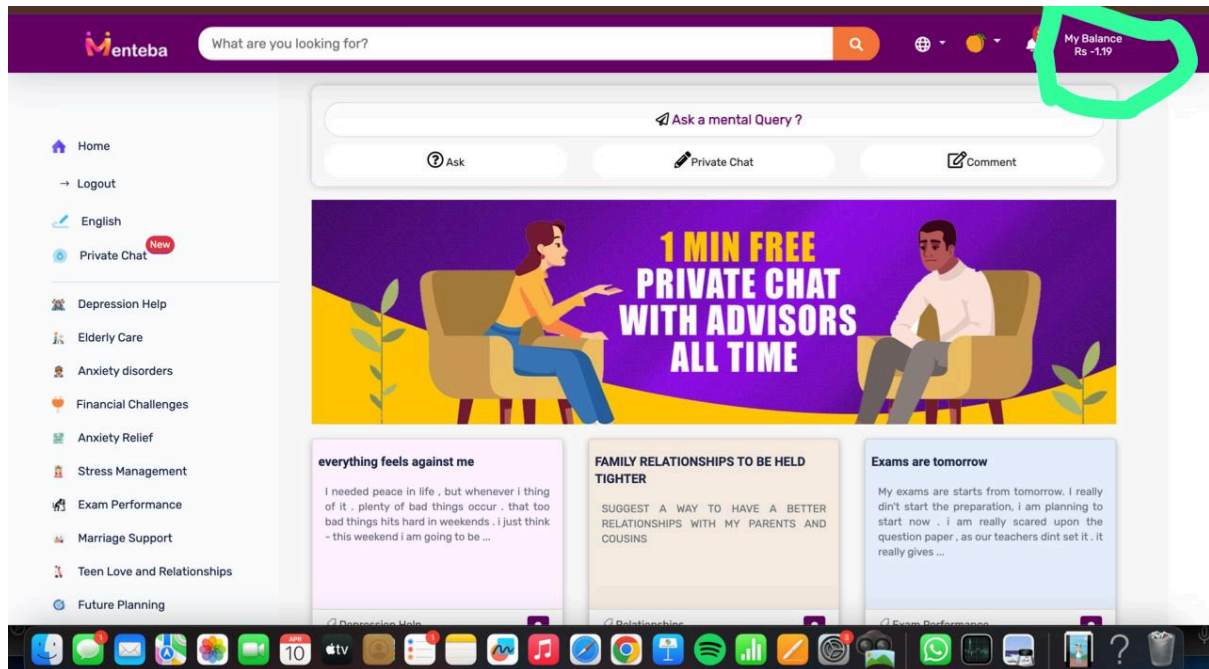 Menteba
What are you looking for?
My Balance
Rs -1.19
Ask a mental Query ?
Ask
Private Chat
Comment
Home
→ Logout
English
Private Chat
New
Depression Help
Elderly Care
Anxiety disorders
Financial Challenges
Anxiety Relief
Stress Management
Exam Performance
Marriage Support
Teen Love and Relationships
Future Planning
1 MIN FREE
PRIVATE CHAT
WITH ADVISORS
ALL TIME
everything feels against me
I needed peace in life , but whenever i thing
of it . plenty of bad things occur . that too
bad things hits hard in weekends . i just think
- this weekend i am going to be ...
FAMILY RELATIONSHIPS TO BE HELD
TIGHTER
SUGGEST A WAY TO HAVE A BETTER
RELATIONSHIPS WITH MY PARENTS AND
COUSINS
Exams are tomorrow
My exams are starts from tomorrow. I really
din't start the preparation, i am planning to
start now . i am really scared upon the
question paper , as our teachers dint set it . it
really gives ...
Depression Help
Relationships
Exam Performance
APR
10
tv